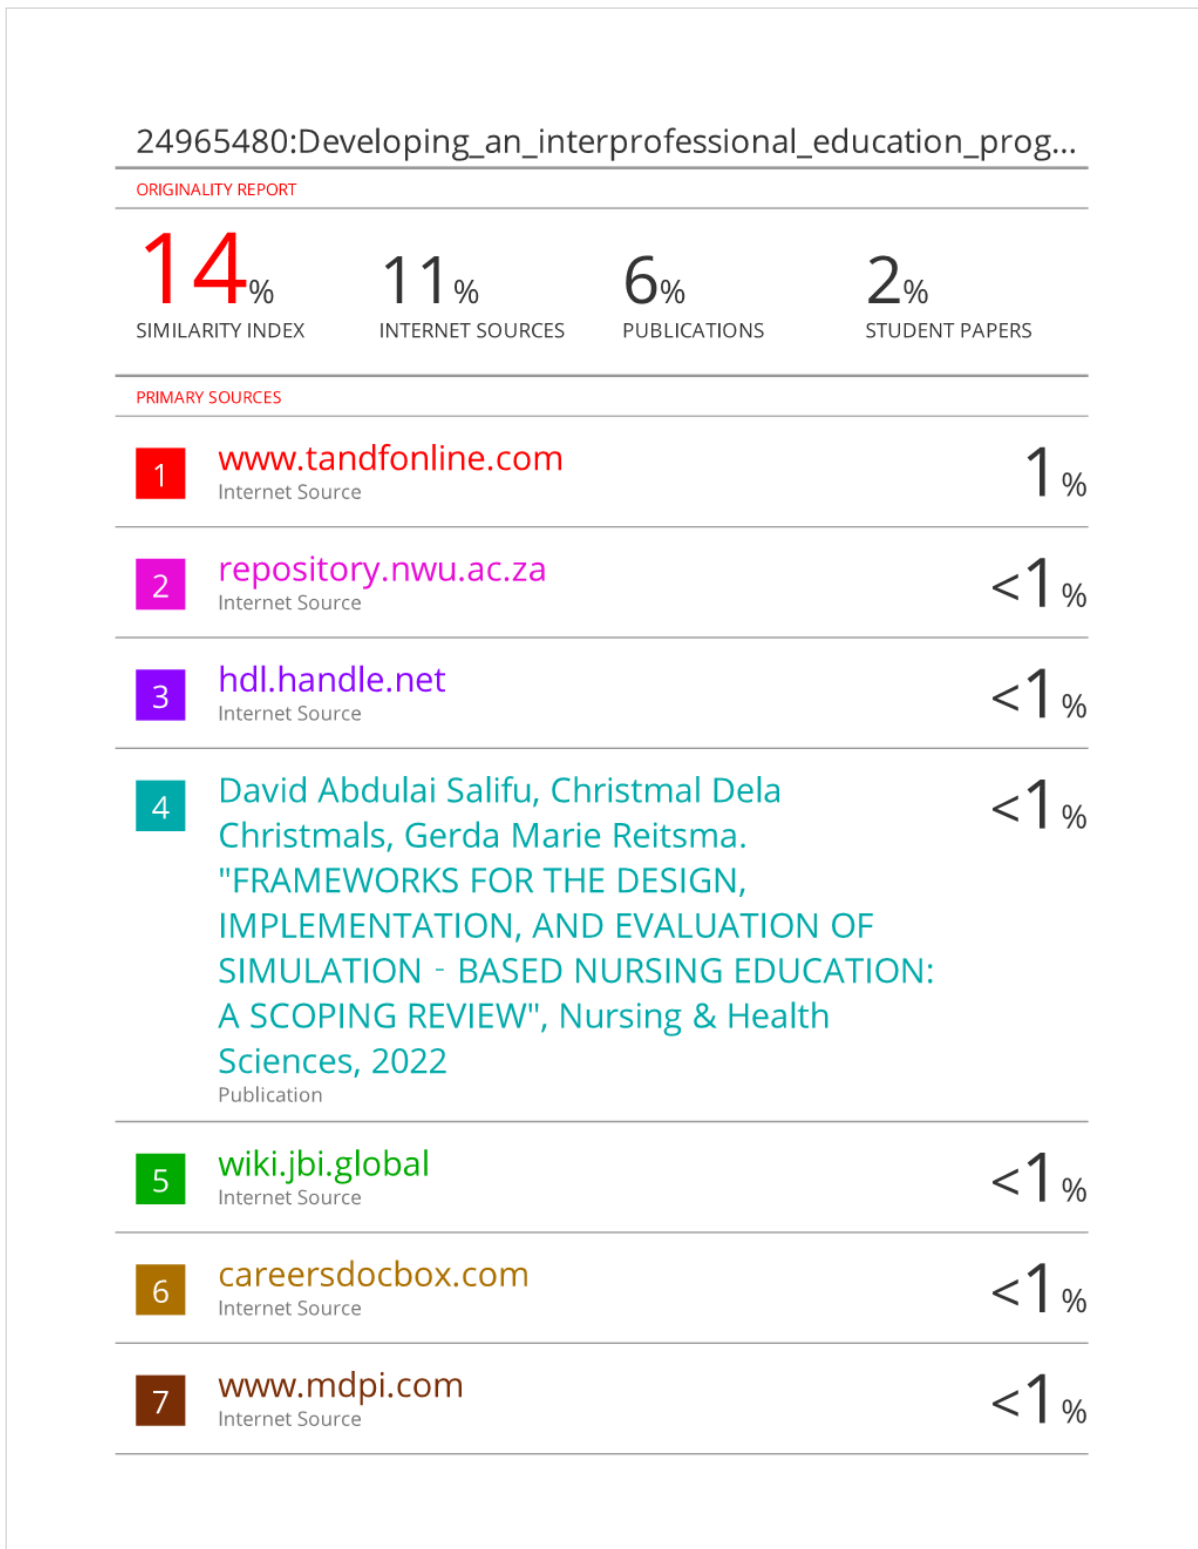 24965480:Developing_an_interprofessional_education_prog...
ORIGINALITY REPORT
14%
SIMILARITY INDEX
11%
INTERNET SOURCES
6%
PUBLICATIONS
2%
STUDENT PAPERS
PRIMARY SOURCES
1 www.tandfonline.com 1%
Internet Source
2 repository.nwu.ac.za <1%
Internet Source
3 hdl.handle.net <1%
Internet Source
4 David Abdulai Salifu, Christmal Dela <1%
Christmals, Gerda Marie Reitsma.
"FRAMEWORKS FOR THE DESIGN,
IMPLEMENTATION, AND EVALUATION OF
SIMULATION‐BASED NURSING EDUCATION:
A SCOPING REVIEW", Nursing & Health
Sciences, 2022
Publication
5 wiki.jbi.global <1%
Internet Source
6 careersdocbox.com <1%
Internet Source
7 www.mdpi.com <1%
Internet Source